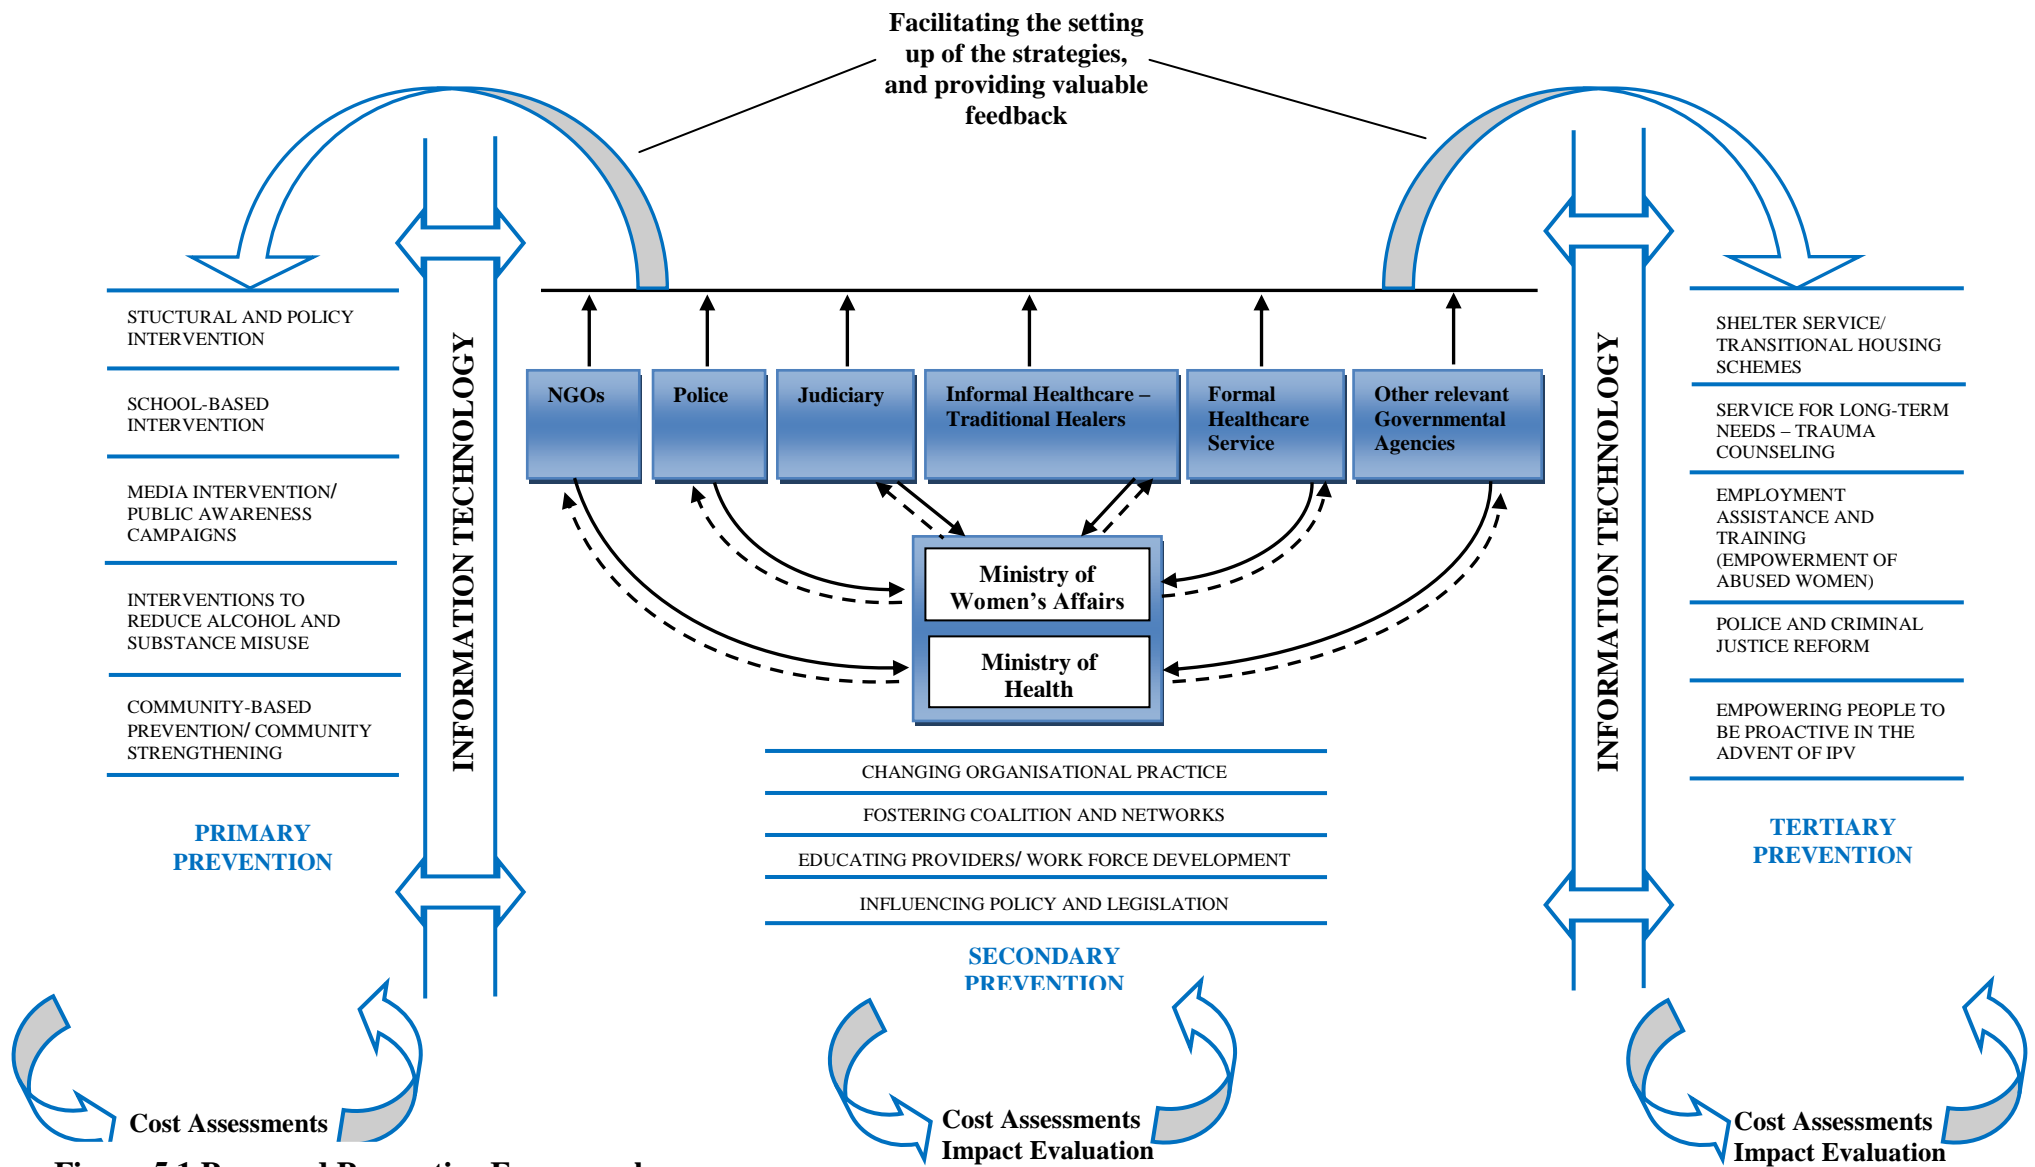 Facilitating the setting
up of the strategies,
and providing valuable
feedback
STUCTURAL AND POLICY
INTERVENTION
SCHOOL-BASED
INTERVENTION
MEDIA INTERVENTION/
PUBLIC AWARENESS
CAMPAIGNS
INTERVENTIONS TO
REDUCE ALCOHOL AND
SUBSTANCE MISUSE
COMMUNITY-BASED
PREVENTION/ COMMUNITY
STRENGTHENING
PRIMARY
PREVENTION
INFORMATION TECHNOLOGY
NGOs
Police
Judiciary
Informal Healthcare –
Traditional Healers
Formal
Healthcare
Service
Other relevant
Governmental
Agencies
Ministry of
Women’s Affairs
Ministry of
Health
CHANGING ORGANISATIONAL PRACTICE
FOSTERING COALITION AND NETWORKS
EDUCATING PROVIDERS/ WORK FORCE DEVELOPMENT
INFLUENCING POLICY AND LEGISLATION
SECONDARY
PREVENTION
INFORMATION TECHNOLOGY
SHELTER SERVICE/
TRANSITIONAL HOUSING
SCHEMES
SERVICE FOR LONG-TERM
NEEDS – TRAUMA
COUNSELING
EMPLOYMENT
ASSISTANCE AND
TRAINING
(EMPOWERMENT OF
ABUSED WOMEN)
POLICE AND CRIMINAL
JUSTICE REFORM
EMPOWERING PEOPLE TO
BE PROACTIVE IN THE
ADVENT OF IPV
TERTIARY
PREVENTION
Cost Assessments
Cost Assessments
Impact Evaluation
Cost Assessments
Impact Evaluation